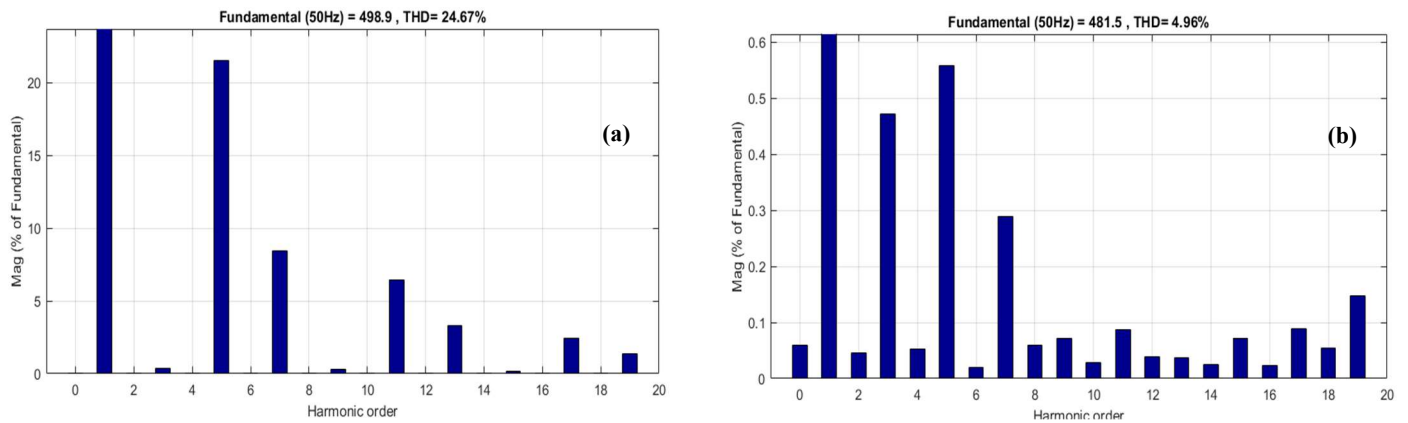 Fundamental (50Hz) = 498.9 , THD= 24.67%
Mag (% of Fundamental)
20
15
10
5
0
(a)
0 2 4 6 8 10 12 14 16 18 20
Harmonic order
Fundamental (50Hz) = 481.5 , THD= 4.96%
Mag (% of Fundamental)
0.6
0.5
0.4
0.3
0.2
0.1
0
(b)
0 2 4 6 8 10 12 14 16 18 20
Harmonic order